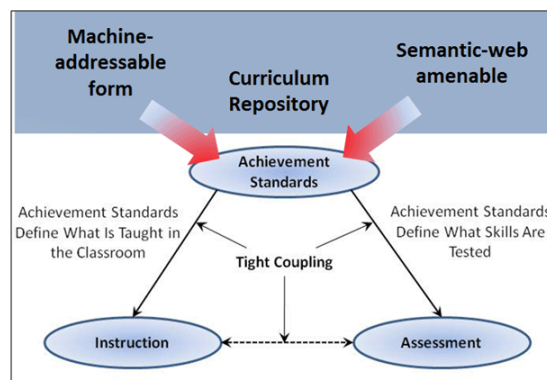 Machine-
addressable
form
Curriculum
Repository
Semantic-web
amenable
Achievement
Standards
Achievement Standards
Define What Is Taught in
the Classroom
Tight Coupling
Achievement Standards
Define What Skills Are
Tested
Instruction
Assessment